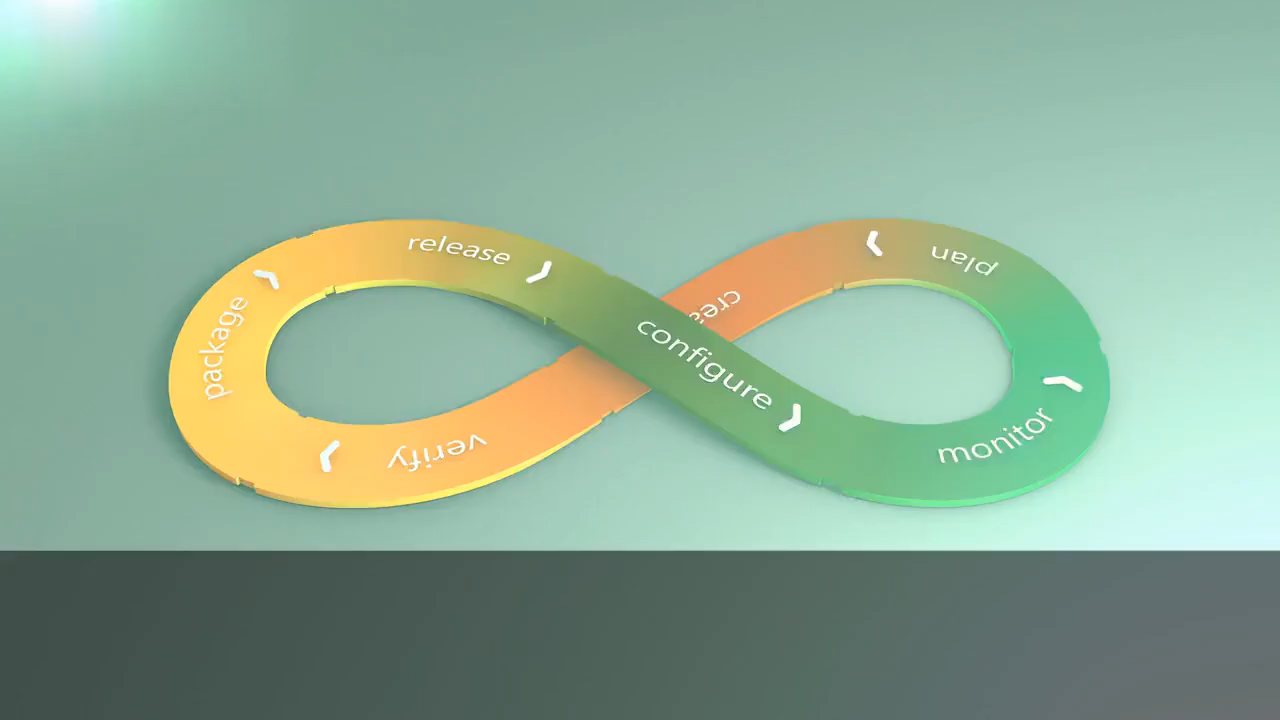 release
plan
package
configure
verify
monitor